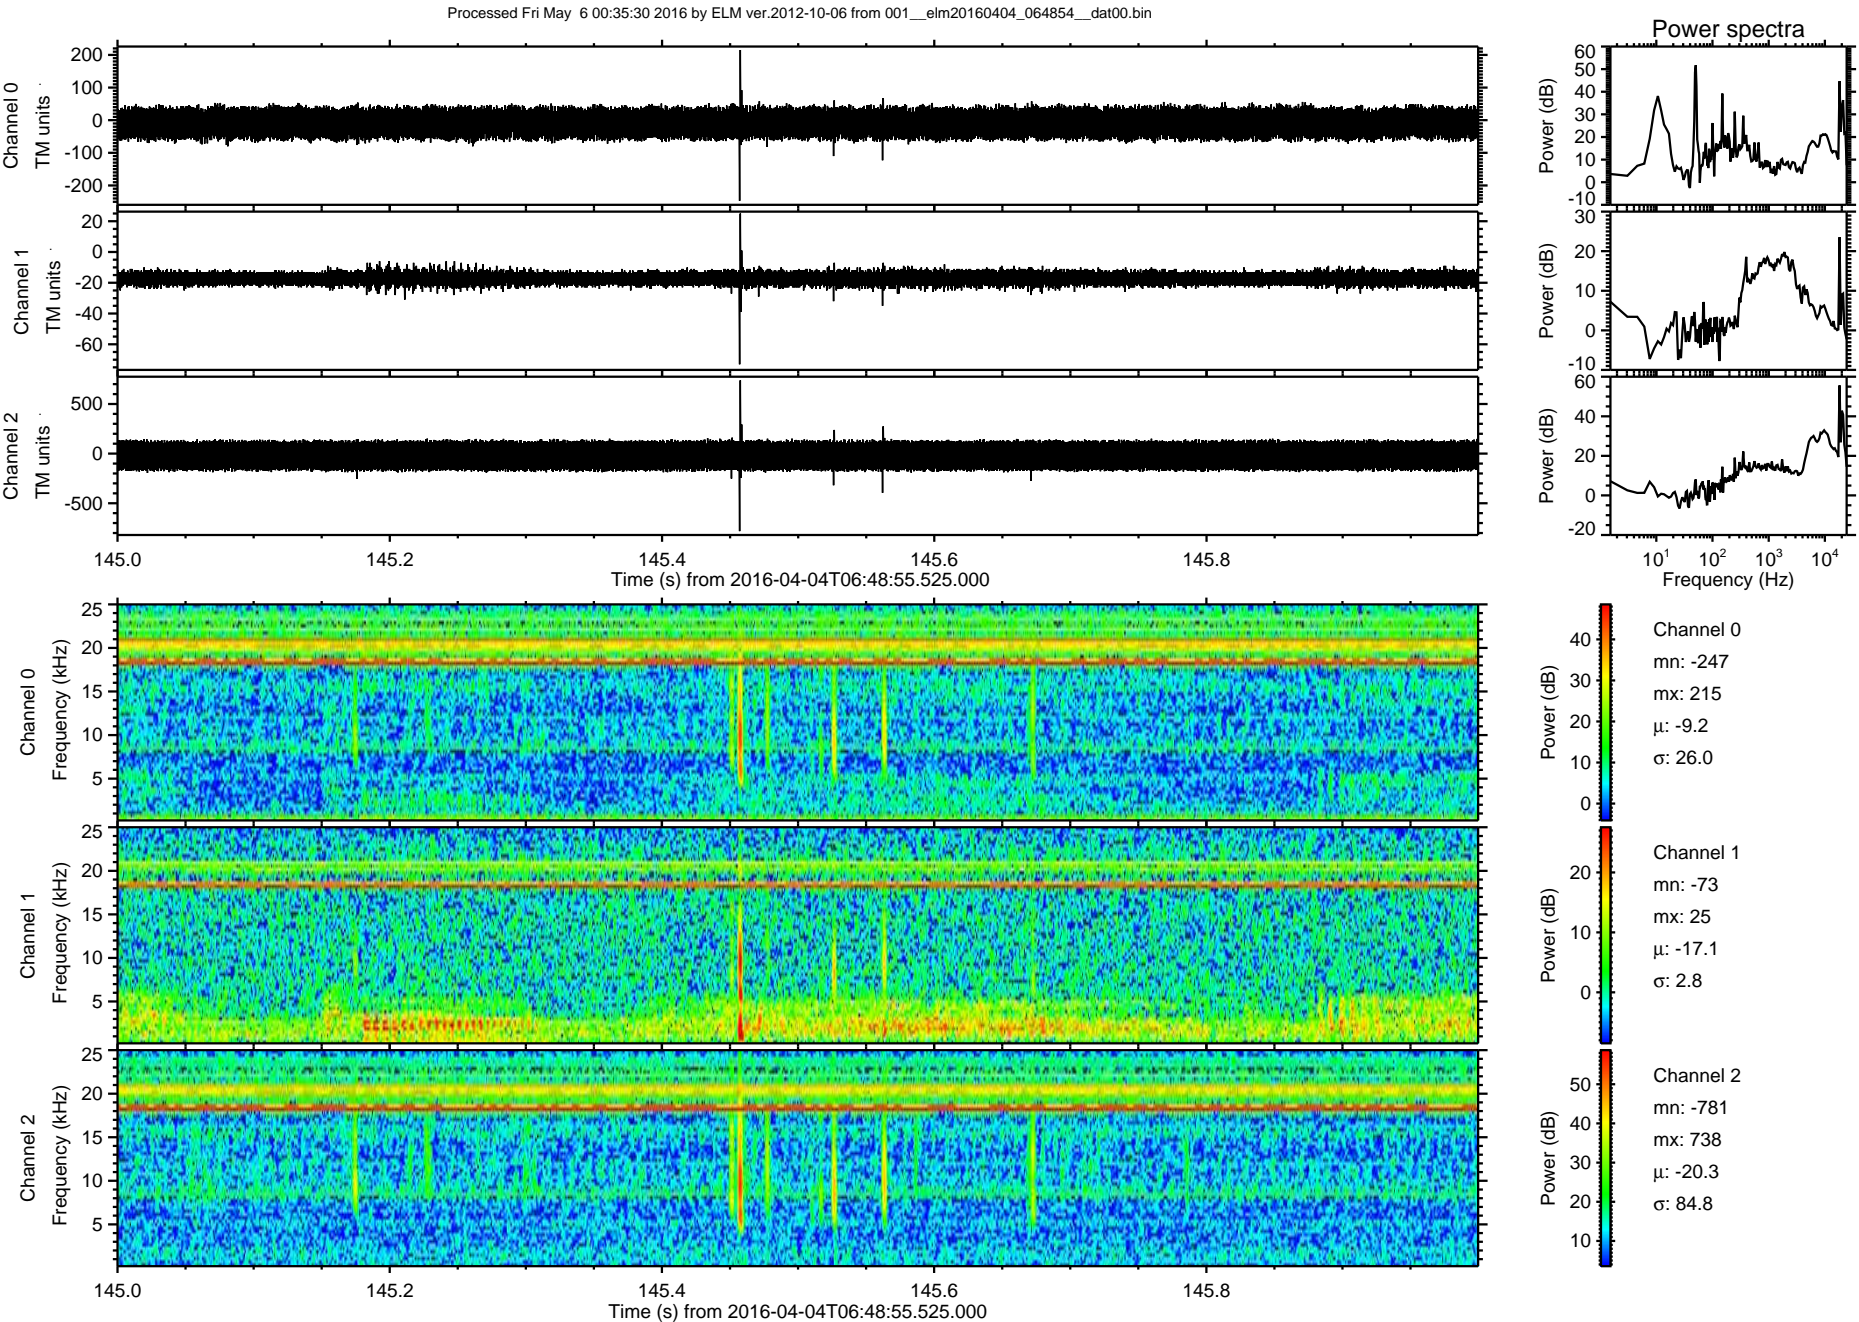 Processed Fri May  6 00:35:30 2016 by ELM ver.2012-10-06 from 001__elm20160404_064854__dat00.bin
Power spectra
Channel 0
TM units
200
100
0
-100
-200
Power (dB)
60
50
40
30
20
10
0
-10
Channel 1
TM units
20
0
-20
-40
-60
Power (dB)
30
20
10
0
-10
Channel 2
TM units
500
0
-500
Power (dB)
60
40
20
0
-20
145.0 145.2 145.4 145.6 145.8
Time (s) from 2016-04-04T06:48:55.525.000
10¹ 10² 10³ 10⁴
Frequency (Hz)
Channel 0
Frequency (kHz)
25
20
15
10
5
Power (dB)
40
30
20
10
0
Channel 0
mn: -247
mx: 215
μ: -9.2
σ: 26.0
Channel 1
Frequency (kHz)
25
20
15
10
5
Power (dB)
20
10
0
Channel 1
mn: -73
mx: 25
μ: -17.1
σ: 2.8
Channel 2
Frequency (kHz)
25
20
15
10
5
Power (dB)
50
40
30
20
10
Channel 2
mn: -781
mx: 738
μ: -20.3
σ: 84.8
145.0 145.2 145.4 145.6 145.8
Time (s) from 2016-04-04T06:48:55.525.000